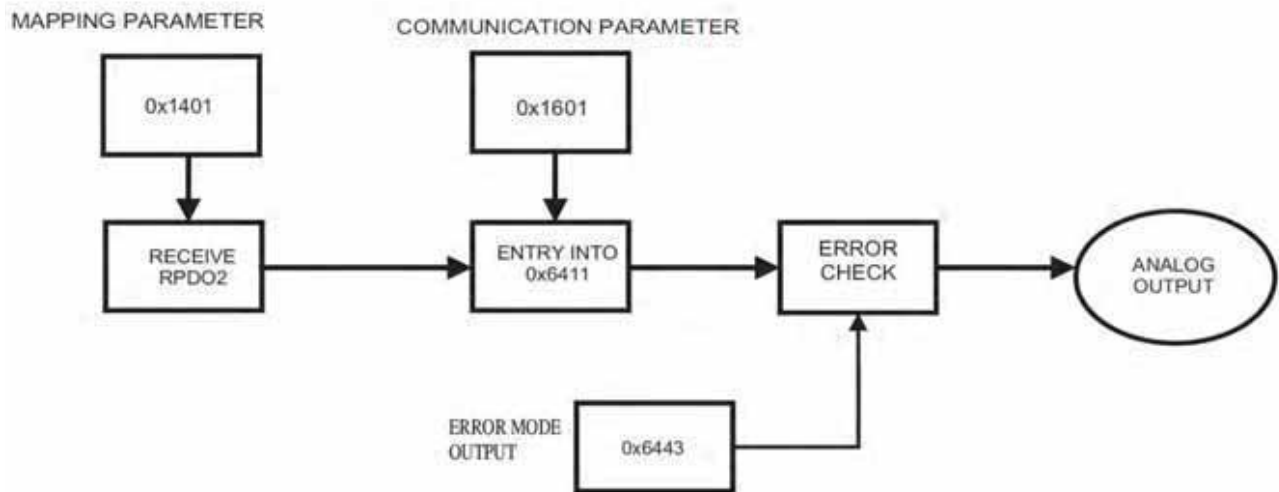 MAPPING PARAMETER
COMMUNICATION PARAMETER
0x1401
0x1601
RECEIVE
RPDO2
ENTRY INTO
0x6411
ERROR
CHECK
ANALOG
OUTPUT
ERROR MODE
OUTPUT
0x6443